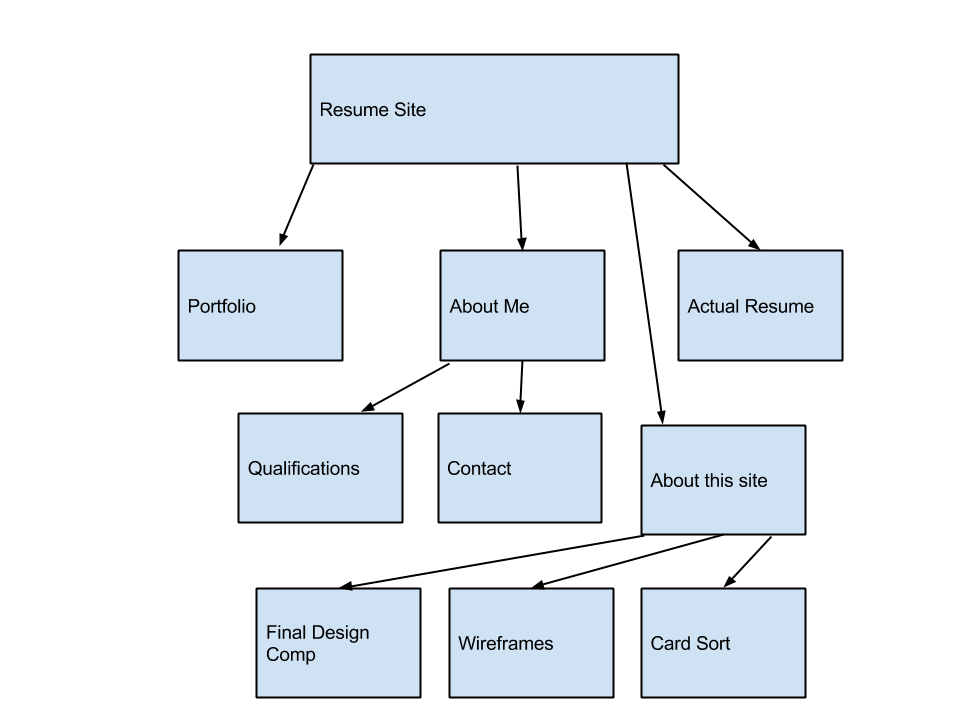 Resume Site
Portfolio
About Me
Actual Resume
Qualifications
Contact
About this site
Final Design
Comp
Wireframes
Card Sort